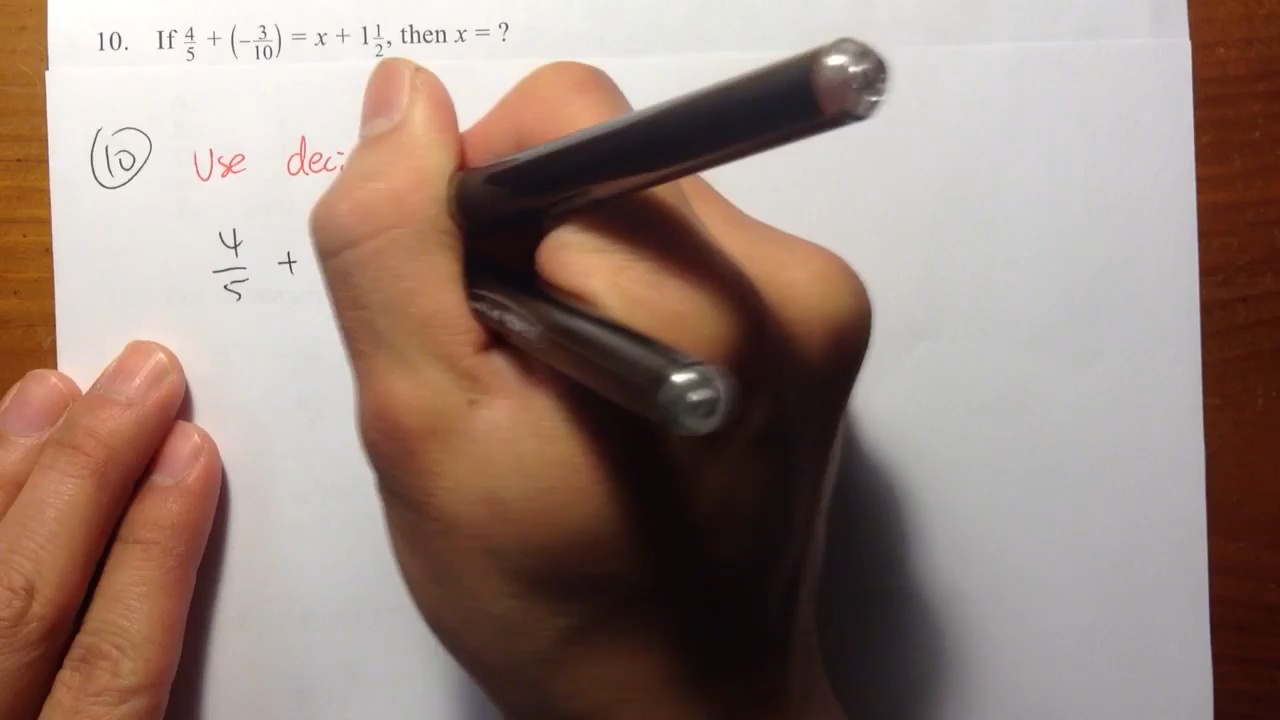 10. If 4/5 + (-3/10) = x + 1 1/2, then x = ?
10 Use
4/5 +